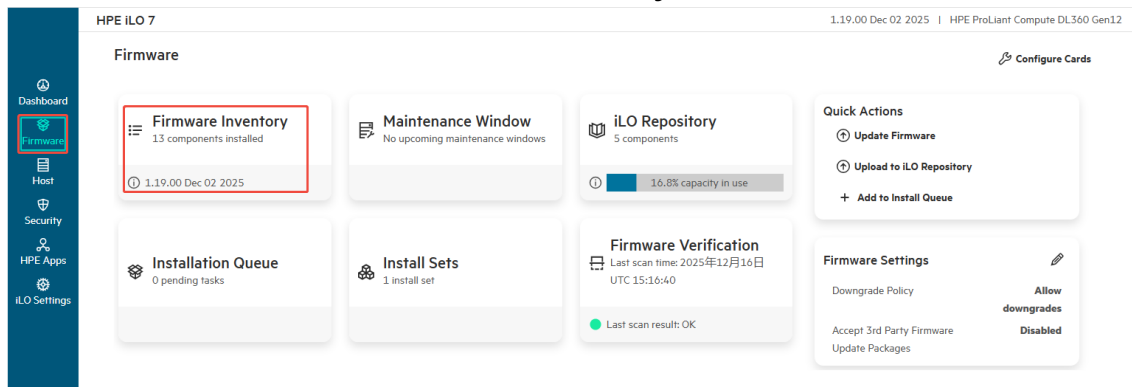 HPE iLO 7
1.19.00 Dec 02 2025 | HPE ProLiant Compute DL360 Gen12
Dashboard
Firmware
Host
Security
HPE Apps
iLO Settings
Firmware
Configure Cards
Firmware Inventory
13 components installed
1.19.00 Dec 02 2025
Maintenance Window
No upcoming maintenance windows
iLO Repository
5 components
16.8% capacity in use
Quick Actions
Update Firmware
Upload to iLO Repository
+ Add to Install Queue
Installation Queue
0 pending tasks
Install Sets
1 install set
Firmware Verification
Last scan time: 2025年12月16日
UTC 15:16:40
Last scan result: OK
Firmware Settings
Downgrade Policy
Allow
downgrades
Accept 3rd Party Firmware
Update Packages
Disabled